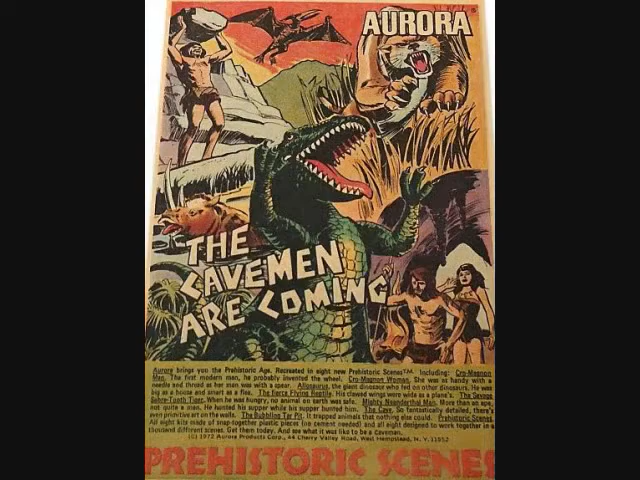 AURORA
THE
CAVEMEN
ARE COMING
Aurora brings you the Prehistoric Age. Recreated in eight new Prehistoric Scenes™. Including: Cro-Magnon
Man. The first modern man, he probably invented the wheel. Cro-Magnon Woman. She was as handy with a
needle and thread as her man was with a spear. Allosaurus, the giant dinosaur who fed on other dinosaurs. He was
big as a house and smart as a flea. The Fierce Flying Reptile. His clawed wings were wide as a plane's. The Savage
Sabre-Tooth Tiger. When he was hungry, no animal on earth was safe. Mighty Neanderthal Man. More than an ape,
not quite a man. He hunted his supper while his supper hunted him. The Cave. So fantastically detailed, there's
even primitive art on the walls. The Bubbling Tar Pit. It trapped animals that nothing else could. Prehistoric Scenes.
All eight kits made of snap-together plastic pieces (no cement needed) and all eight designed to work together in a
thousand different scenes. Get them today. And see what it was like to be a Caveman.
(C) 1972 Aurora Products Corp., 44 Cherry Valley Road, West Hempstead, N. Y. 11552
PREHISTORIC SCENES